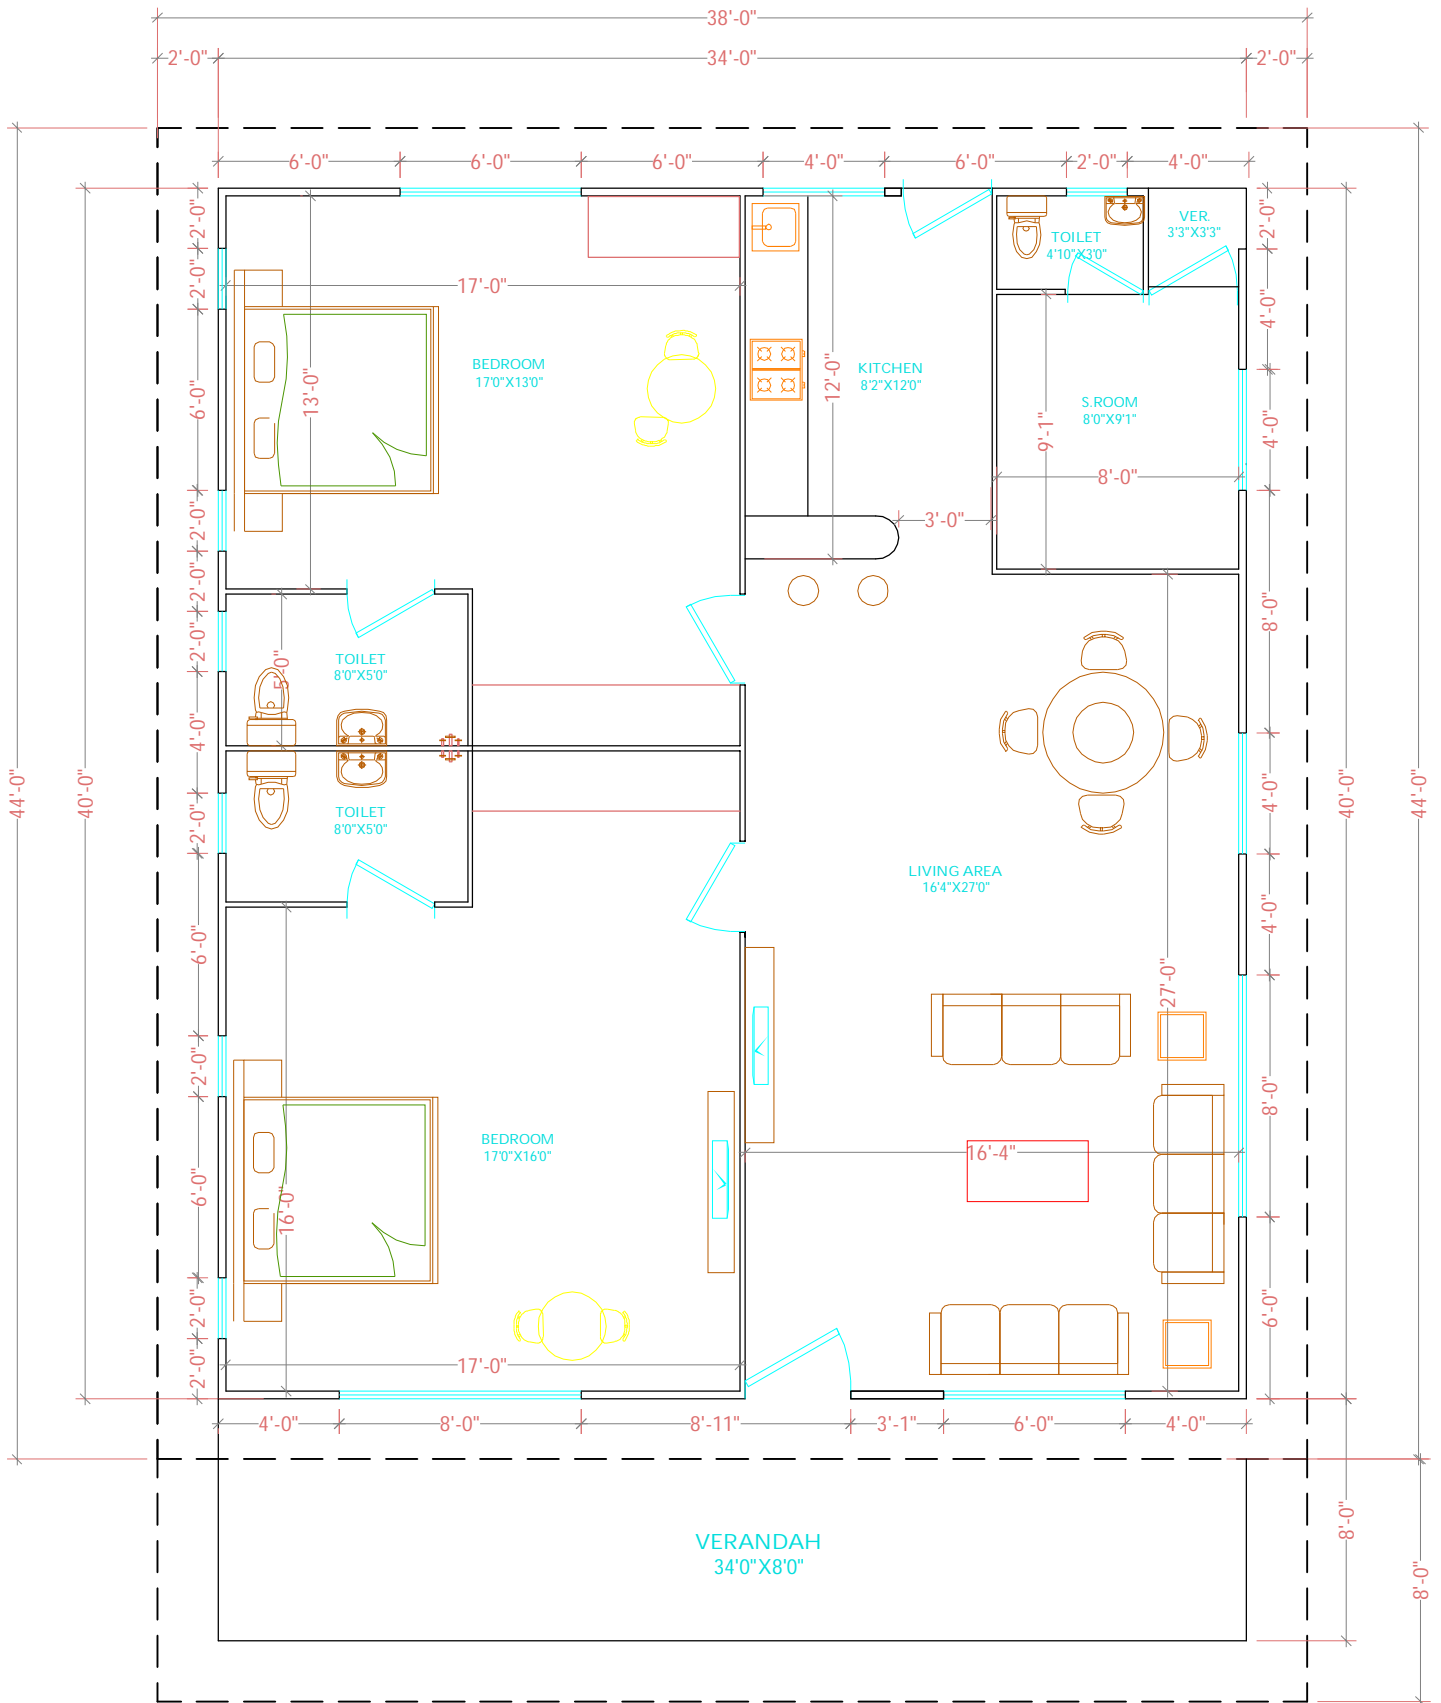 38'-0"
2'-0"
34'-0"
2'-0"
6'-0"
6'-0"
6'-0"
4'-0"
6'-0"
2'-0"
4'-0"
2'-0"
2'-0"
6'-0"
2'-0"
2'-0"
2'-0"
4'-0"
2'-0"
6'-0"
2'-0"
6'-0"
2'-0"
2'-0"
44'-0"
40'-0"
17'-0"
13'-0"
BEDROOM
17'0"X13'0"
12'-0"
KITCHEN
8'2"X12'0"
TOILET
4'10"X3'0"
VER.
3'3"X3'3"
S.ROOM
8'0"X9'1"
9'-1"
8'-0"
3'-0"
5'-0"
TOILET
8'0"X5'0"
TOILET
8'0"X5'0"
LIVING AREA
16'4"X27'0"
27'-0"
16'-4"
BEDROOM
17'0"X16'0"
16'-0"
17'-0"
2'-0"
4'-0"
4'-0"
8'-0"
4'-0"
4'-0"
8'-0"
6'-0"
40'-0"
44'-0"
4'-0"
8'-0"
8'-11"
3'-1"
6'-0"
4'-0"
VERANDAH
34'0"X8'0"
8'-0"
8'-0"